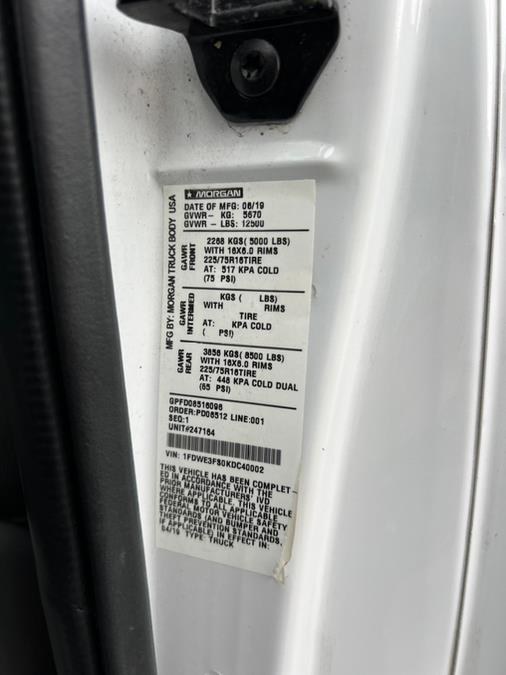 MORGAN
MFG BY: MORGAN TRUCK BODY USA
DATE OF MFG: 06/19
GVWR- KG: 5670
GVWR- LBS: 12500
GAWR
FRONT
2268 KGS( 5000 LBS)
WITH 16X6.0 RIMS
225/75R16TIRE
AT: 517 KPA COLD
(75 PSI)
GAWR
INTERMED
KGS ( LBS)
WITH RIMS
TIRE
AT: KPA COLD
( PSI)
GAWR
REAR
3856 KGS( 8500 LBS)
WITH 16X6.0 RIMS
225/75R16TIRE
AT: 448 KPA COLD DUAL
(65 PSI)
GPFD08516096
ORDER:PD06512 LINE:001
SEQ:1
UNIT#247164
VIN: 1FDWE3FS0KDC40002
THIS VEHICLE HAS BEEN COMPLET-
ED IN ACCORDANCE WITH THE
PRIOR MANUFACTURERS' IVD
WHERE APPLICABLE. THIS VEHICLE
CONFORMS TO ALL APPLICABLE
FEDERAL MOTOR VEHICLE SAFETY
STANDARDS (AND BUMPER AND
THEFT PREVENTION STANDARDS,
IF APPLICABLE) IN EFFECT IN:
04/19 TYPE: TRUCK